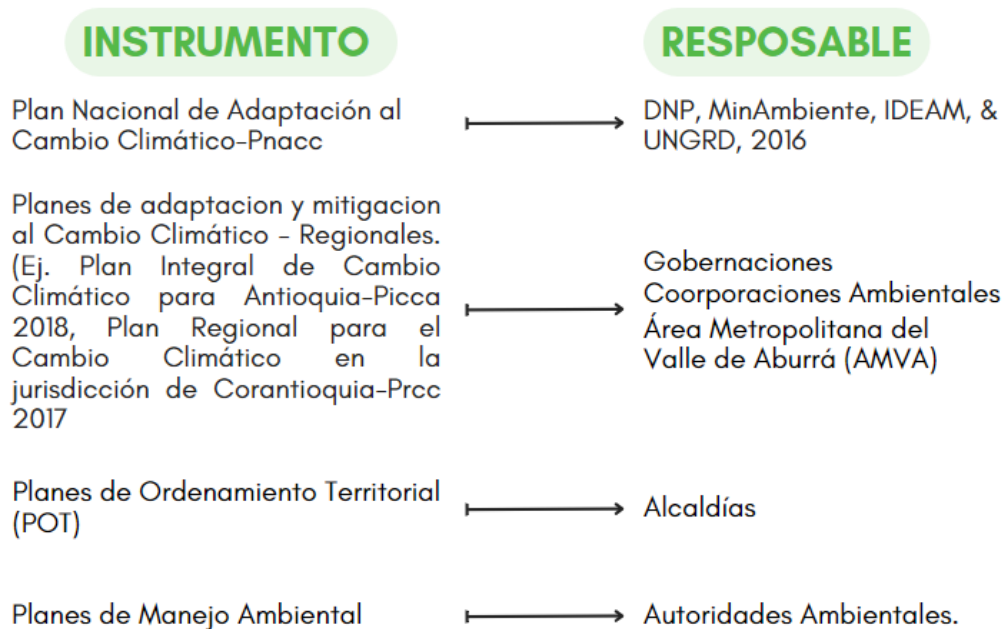 INSTRUMENTO
RESPOSABLE
Plan Nacional de Adaptación al
Cambio Climático-Pnacc
DNP, MinAmbiente, IDEAM, &
UNGRD, 2016
Planes de adaptacion y mitigacion
al Cambio Climático - Regionales.
(Ej. Plan Integral de Cambio
Climático para Antioquia-Picca
2018, Plan Regional para el
Cambio Climático en la
jurisdicción de Corantioquia-Prcc
2017
Gobernaciones
Coorporaciones Ambientales
Área Metropolitana del
Valle de Aburrá (AMVA)
Planes de Ordenamiento Territorial
(POT)
Alcaldías
Planes de Manejo Ambiental
Autoridades Ambientales.